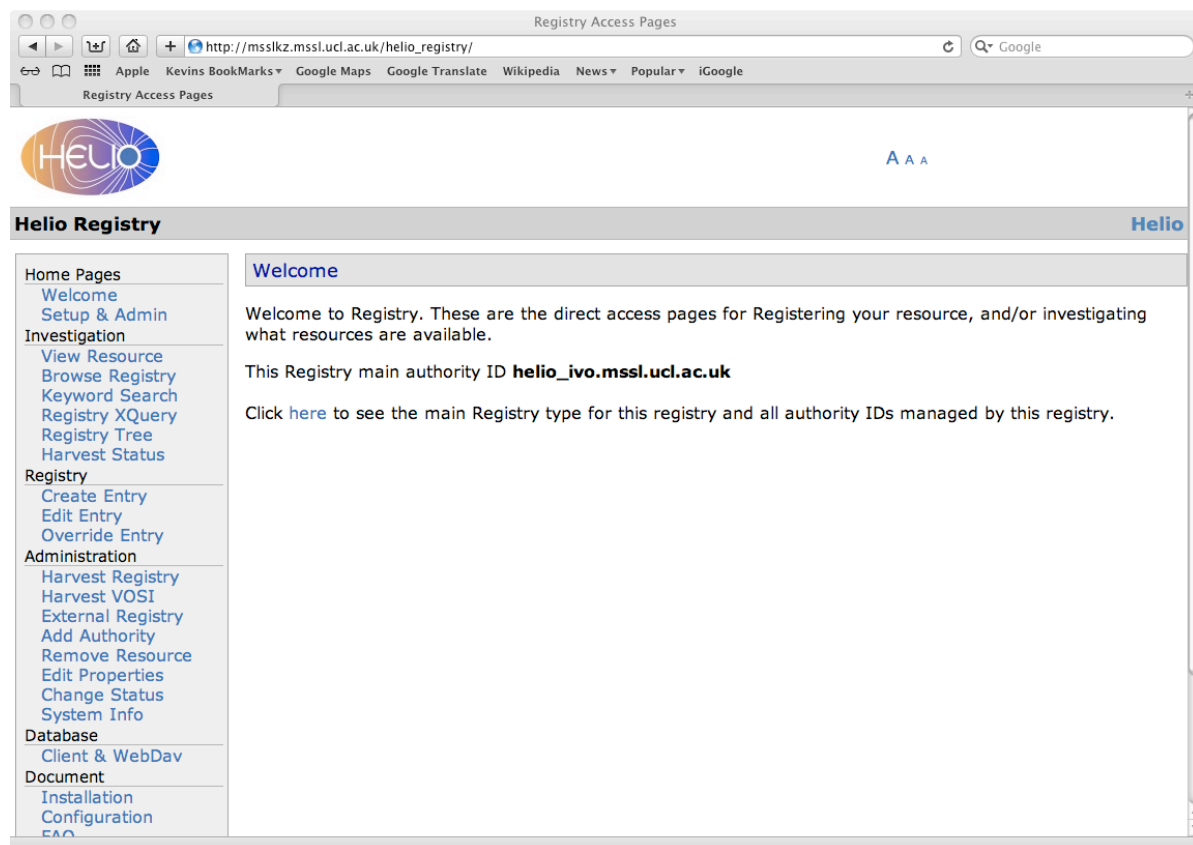 Registry Access Pages
http://msslkz.mssl.ucl.ac.uk/helio_registry/
Google
Apple Kevins BookMarks Google Maps Google Translate Wikipedia News Popular iGoogle
Registry Access Pages
HELIO
A A A
Helio Registry
Helio
Home Pages
Welcome
Setup & Admin
Investigation
View Resource
Browse Registry
Keyword Search
Registry XQuery
Registry Tree
Harvest Status
Registry
Create Entry
Edit Entry
Override Entry
Administration
Harvest Registry
Harvest VOSI
External Registry
Add Authority
Remove Resource
Edit Properties
Change Status
System Info
Database
Client & WebDav
Document
Installation
Configuration
FAQ
Welcome
Welcome to Registry. These are the direct access pages for Registering your resource, and/or investigating
what resources are available.
This Registry main authority ID helio_ivo.mssl.ucl.ac.uk
Click here to see the main Registry type for this registry and all authority IDs managed by this registry.